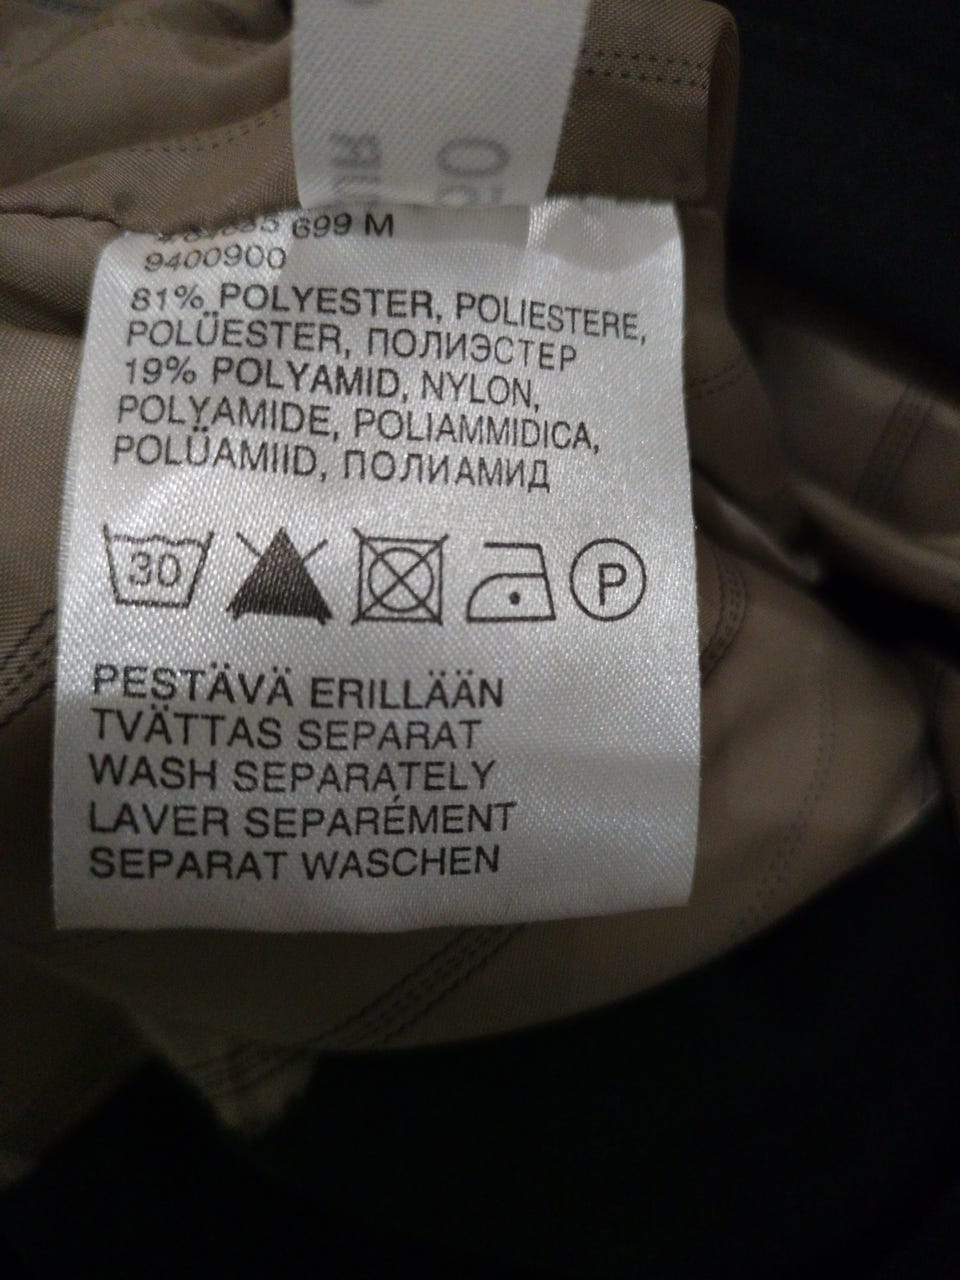 699 M
9400900
81% POLYESTER, POLIESTERE,
POLÜESTER, ПОЛИЭСТЕР
19% POLYAMID, NYLON,
POLYAMIDE, POLIAMMIDICA,
POLÜAMIID, ПОЛИАМИД
30 P
PESTÄVÄ ERILLÄÄN
TVÄTTAS SEPARAT
WASH SEPARATELY
LAVER SEPARÉMENT
SEPARAT WASCHEN